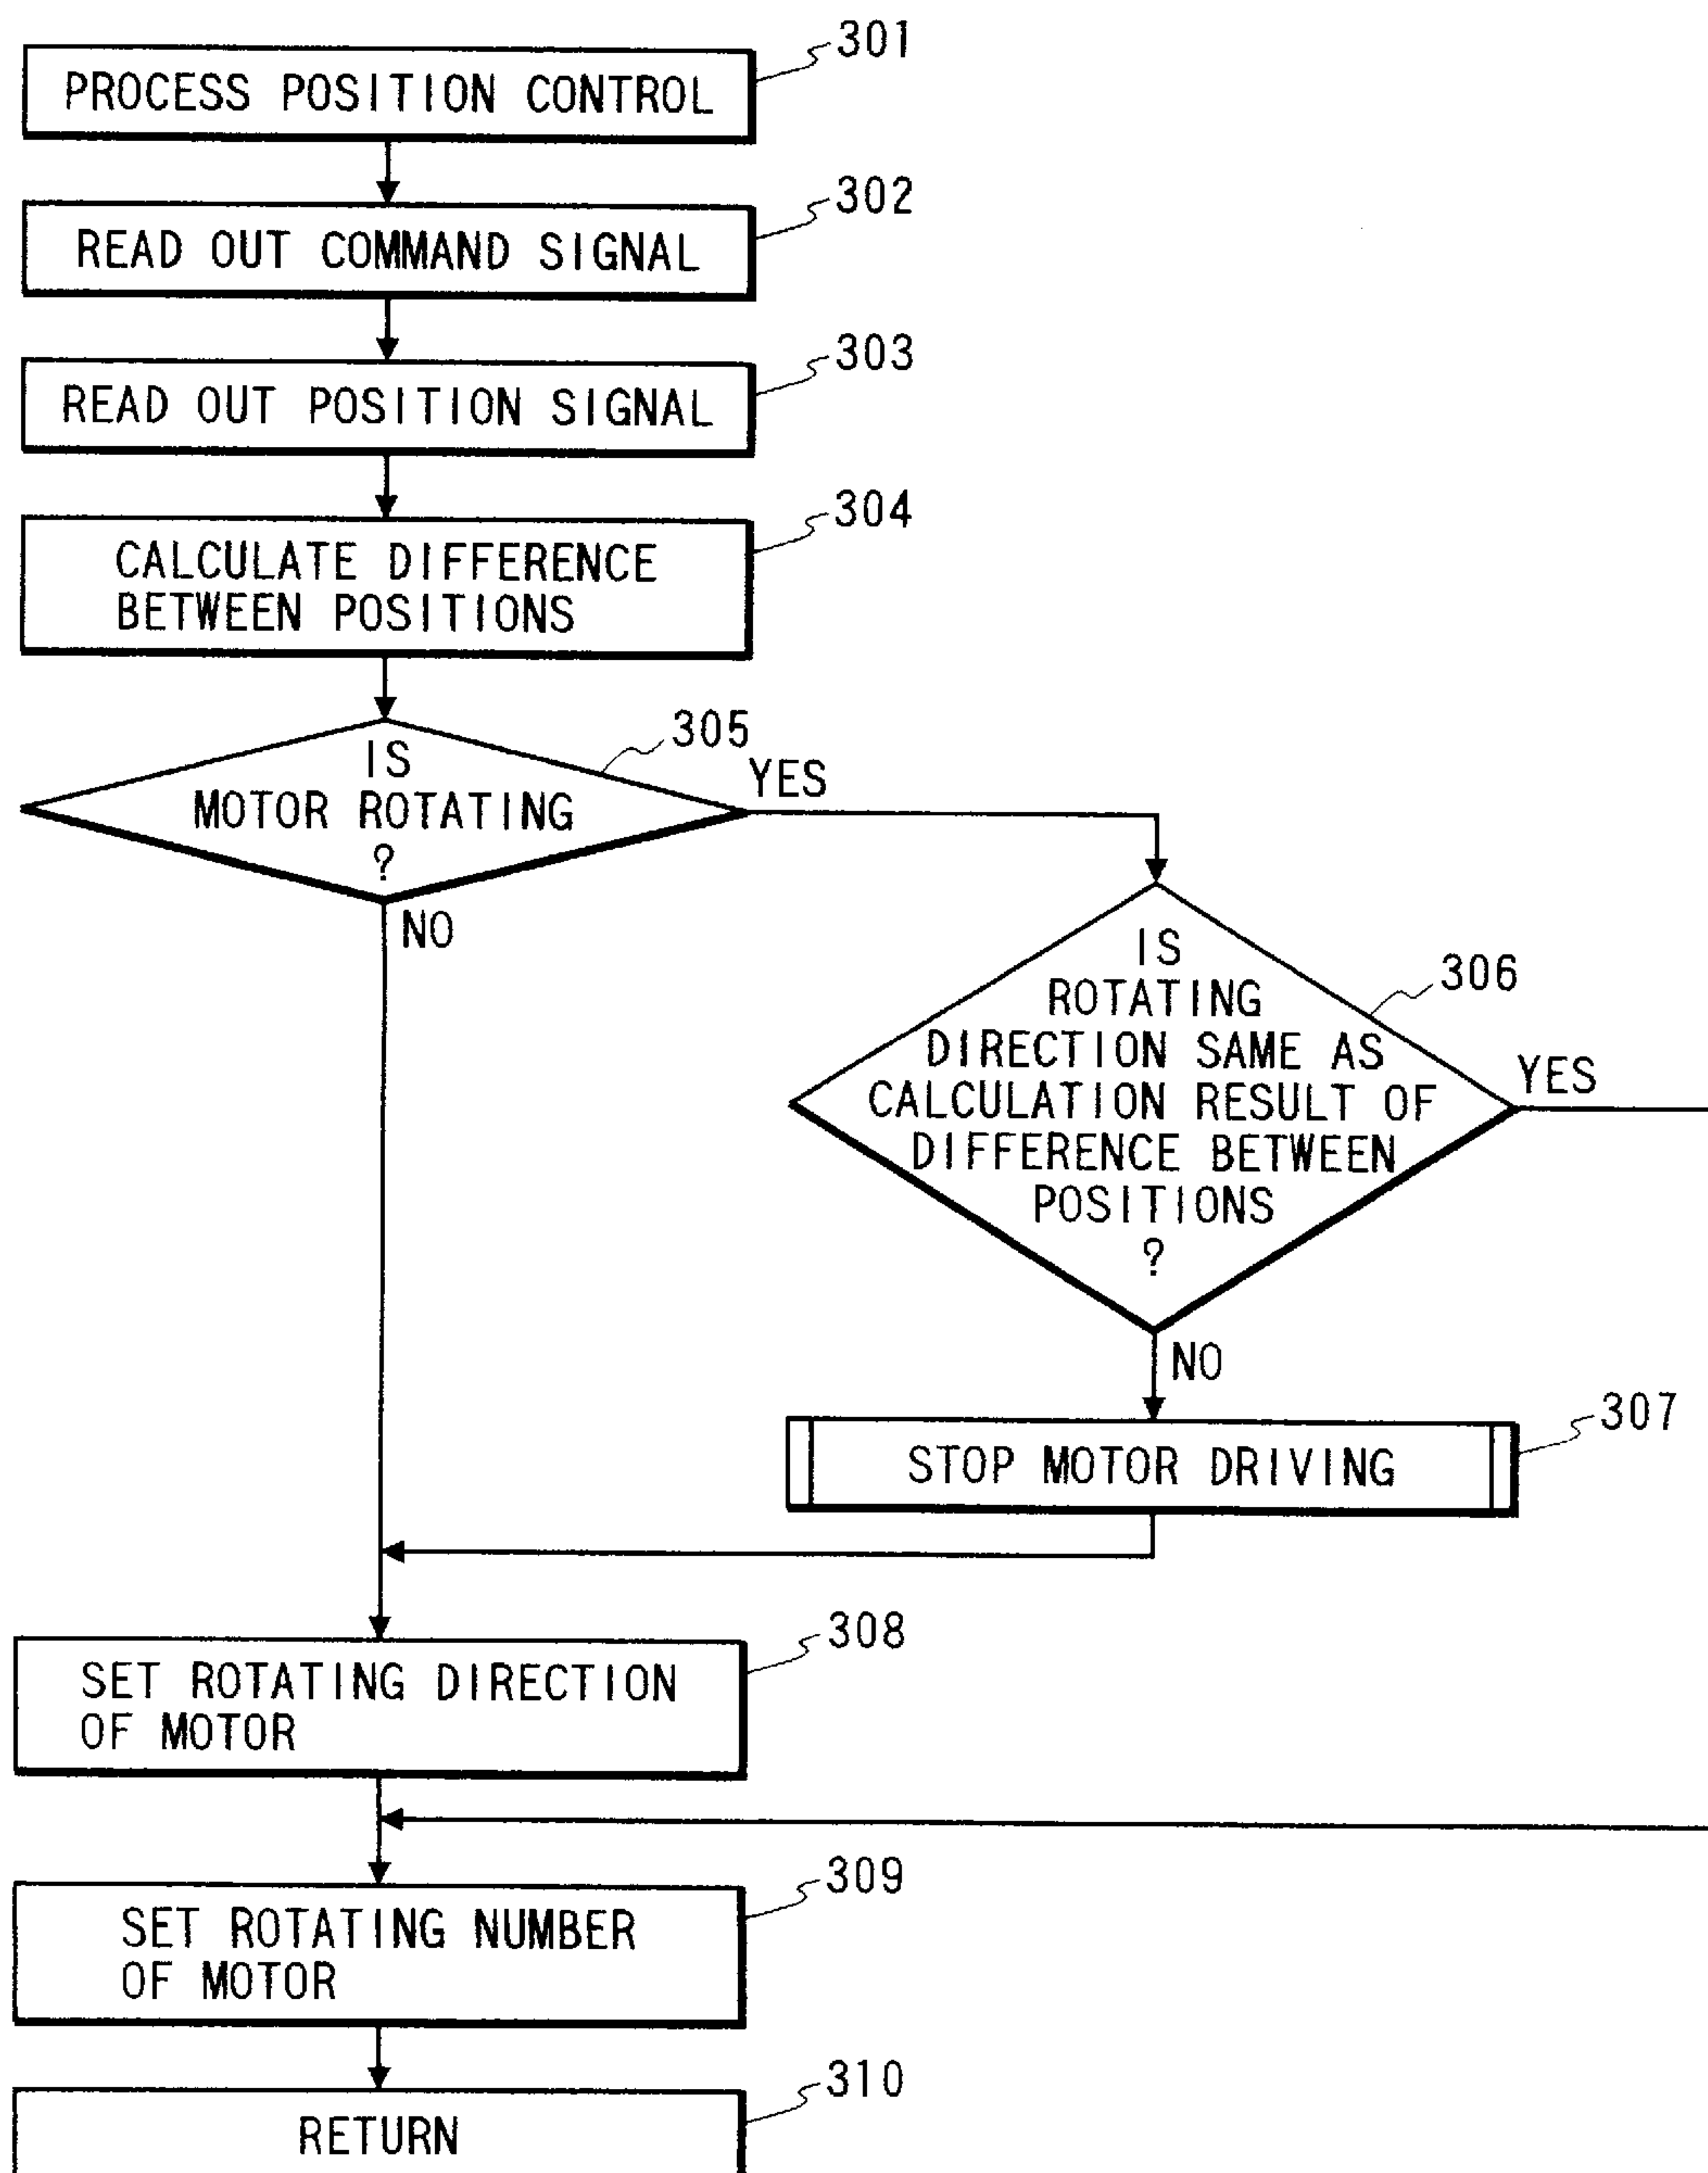 301
PROCESS POSITION CONTROL
302
READ OUT COMMAND SIGNAL
303
READ OUT POSITION SIGNAL
304
CALCULATE DIFFERENCE
BETWEEN POSITIONS
305
IS
MOTOR ROTATING
?
YES
NO
306
IS
ROTATING
DIRECTION SAME AS
CALCULATION RESULT OF
DIFFERENCE BETWEEN
POSITIONS
?
YES
NO
307
STOP MOTOR DRIVING
308
SET ROTATING DIRECTION
OF MOTOR
309
SET ROTATING NUMBER
OF MOTOR
310
RETURN